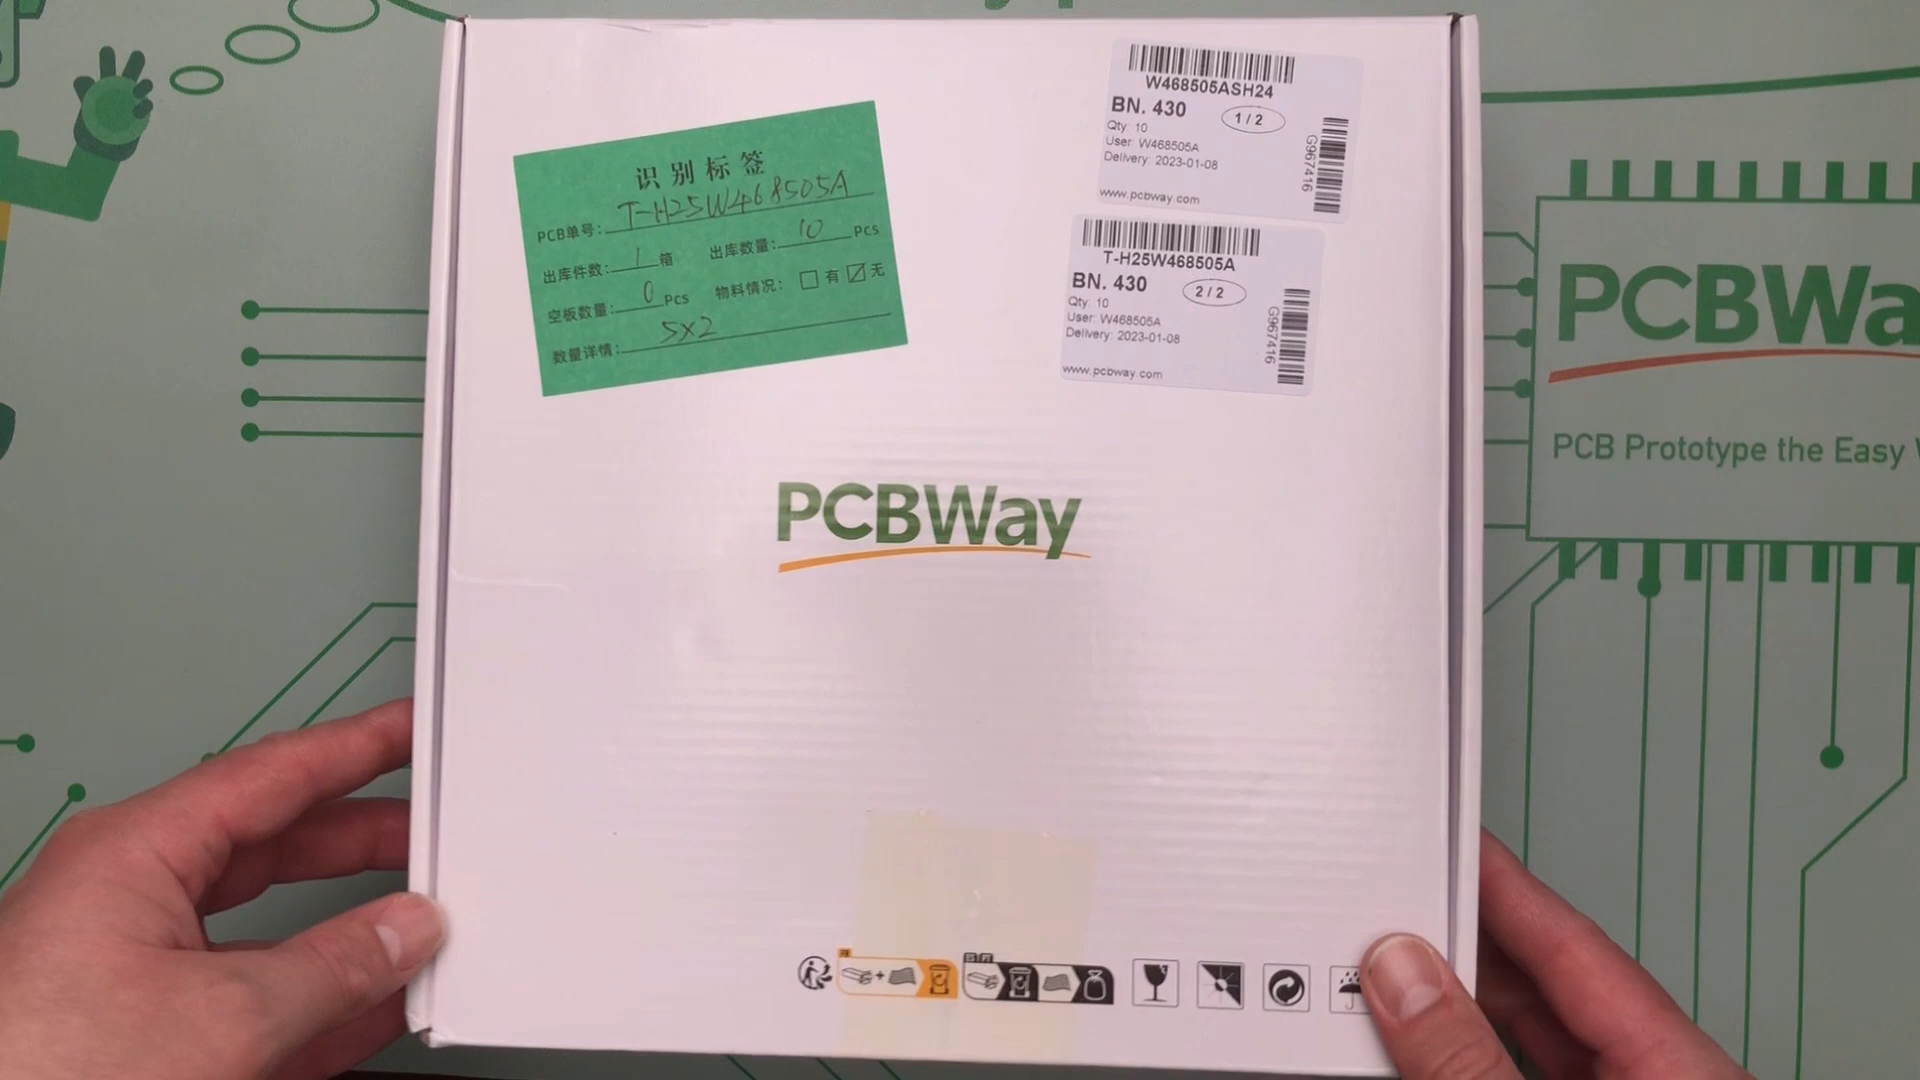 识别标签
PCB单号: T-H25W468505A
出库件数: 1 箱 出库数量: 10 Pcs
空板数量: 0 Pcs 物料情况: 有 无
数量详情: 5x2
W468505ASH24
BN. 430 1/2
Qty: 10
User: W468505A
Delivery: 2023-01-08
www.pcbway.com
G967416
T-H25W468505A
BN. 430 2/2
Qty: 10
User: W468505A
Delivery: 2023-01-08
www.pcbway.com
G967416
PCBWay
PCBWa
PCB Prototype the Easy